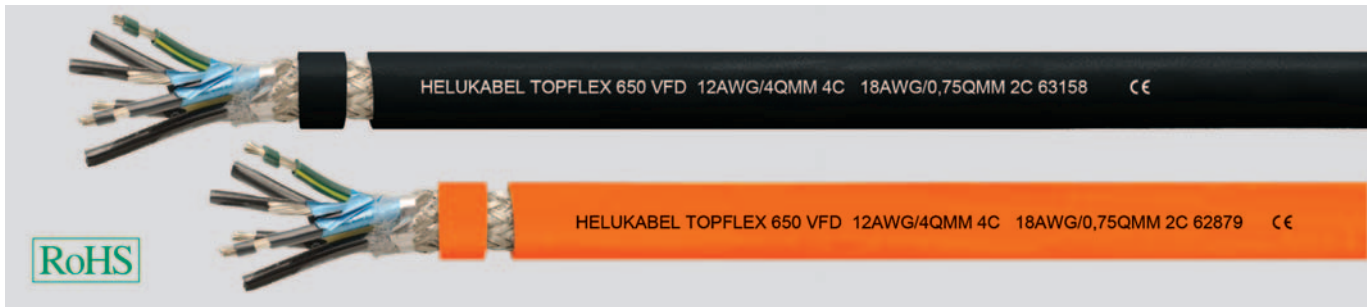 HELUKABEL TOPFLEX 650 VFD 12AWG/4QMM 4C 18AWG/0,75QMM 2C 63158 CE
HELUKABEL TOPFLEX 650 VFD 12AWG/4QMM 4C 18AWG/0,75QMM 2C 62879 CE
RoHS